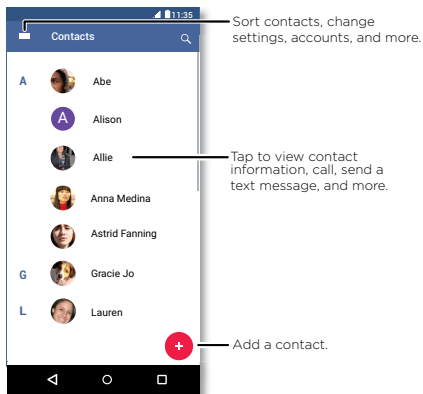 11:35
Contacts
Sort contacts, change
settings, accounts, and more.
A
Abe
A
Alison
Allie
Tap to view contact
information, call, send a
text message, and more.
Anna Medina
Astrid Fanning
G
Gracie Jo
L
Lauren
Add a contact.